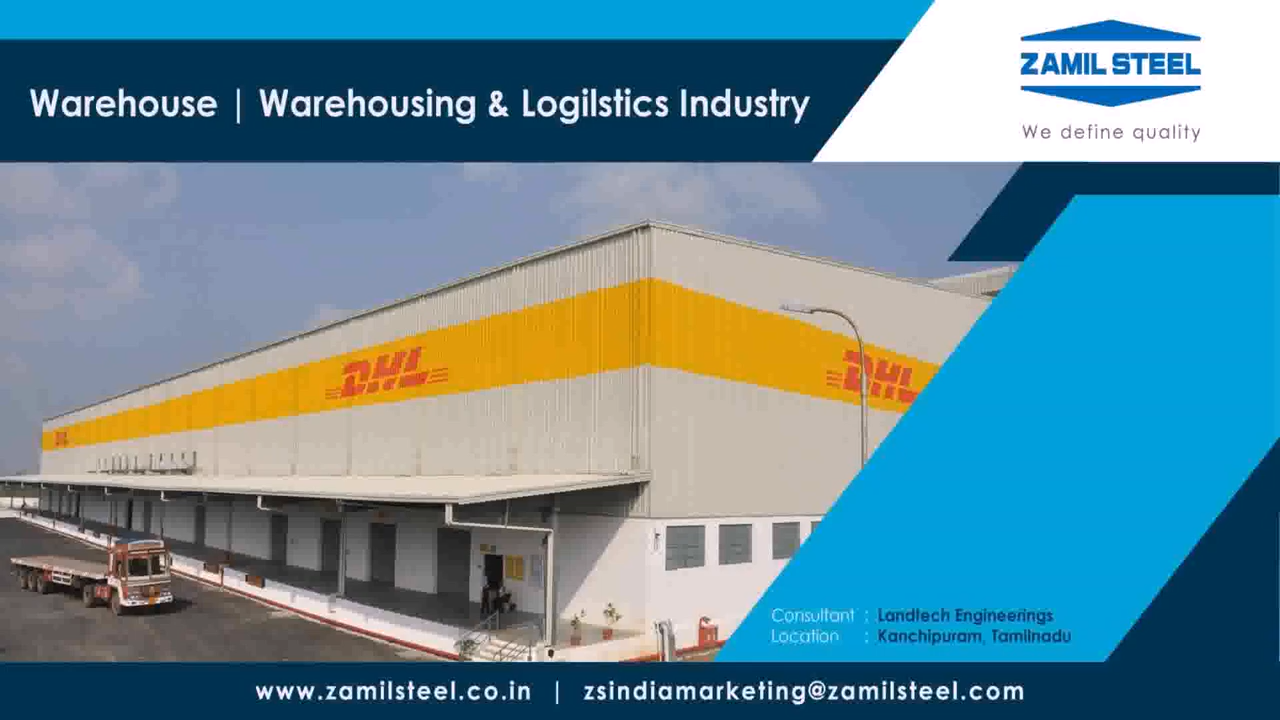 ZAMIL STEEL
We define quality
Warehouse | Warehousing & Logilstics Industry
DHL
DHL
DHL
Consultant : Landtech Engineerings
Location : Kanchipuram, Tamilnadu
www.zamilsteel.co.in | zsindiamarketing@zamilsteel.com